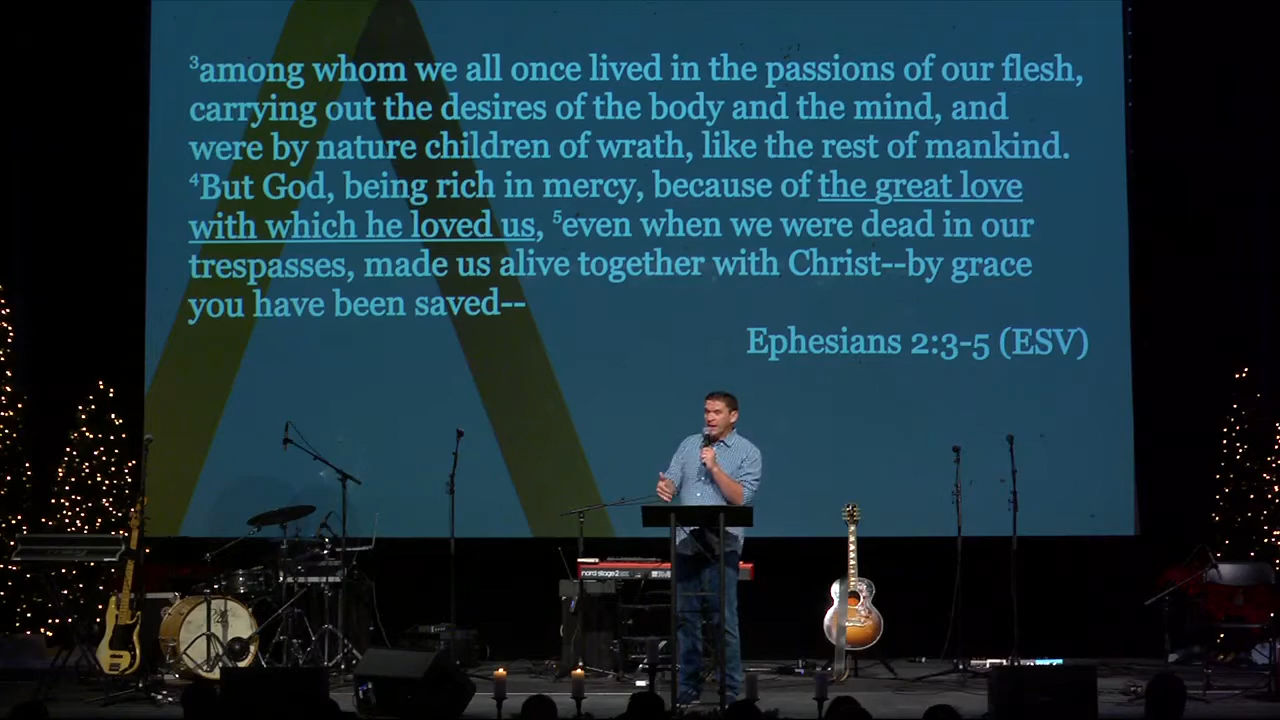 ³among whom we all once lived in the passions of our flesh,
carrying out the desires of the body and the mind, and
were by nature children of wrath, like the rest of mankind.
⁴But God, being rich in mercy, because of the great love
with which he loved us, ⁵even when we were dead in our
trespasses, made us alive together with Christ--by grace
you have been saved--
Ephesians 2:3-5 (ESV)
nord stage 2